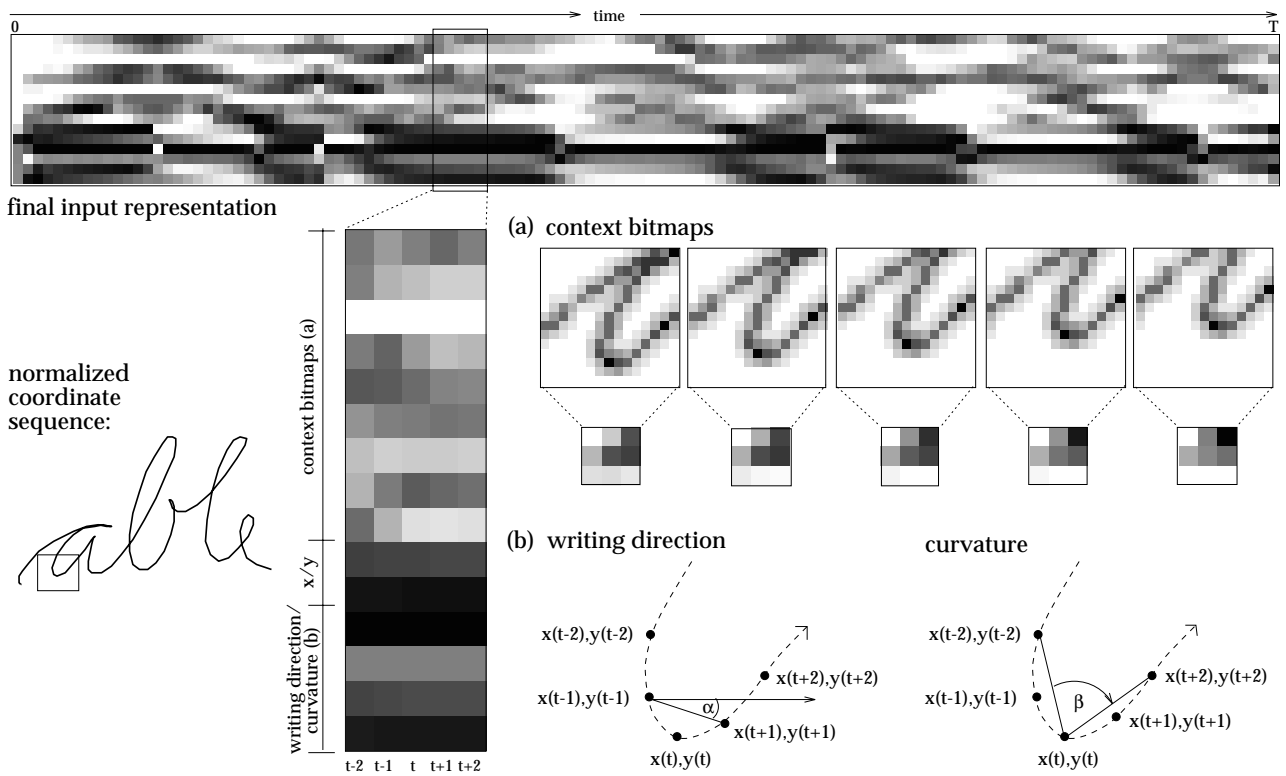 time
0 T
final input representation
(a) context bitmaps
context bitmaps (a)
x/y
writing direction/
curvature (b)
t-2 t-1 t t+1 t+2
normalized
coordinate
sequence:
able
(b) writing direction
x(t-2),y(t-2)
x(t-1),y(t-1)
x(t),y(t)
x(t+1),y(t+1)
x(t+2),y(t+2)
α
curvature
x(t-2),y(t-2)
x(t-1),y(t-1)
x(t),y(t)
x(t+1),y(t+1)
x(t+2),y(t+2)
β